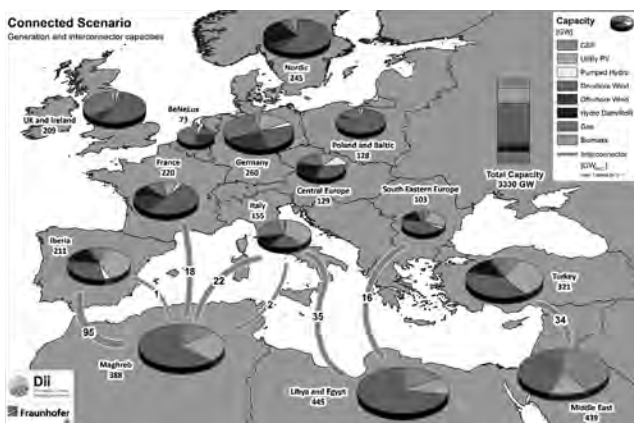 Connected Scenario
Generation and interconnector capacities
Capacity
[GW]
CSP
Utility PV
Pumped Hydro
Onshore Wind
Offshore Wind
Hydro Dam/RoR
Gas
Biomass
Interconnector
Nordic
245
UK and Ireland
209
BeNeLux
73
Germany
260
Poland and Baltic
128
France
220
Central Europe
129
Total Capacity
3330 GW
Italy
155
South Eastern Europe
103
Iberia
211
Turkey
321
1
18
22
2
35
16
34
95
Maghreb
388
Libya and Egypt
445
Middle East
439
Dii
Fraunhofer